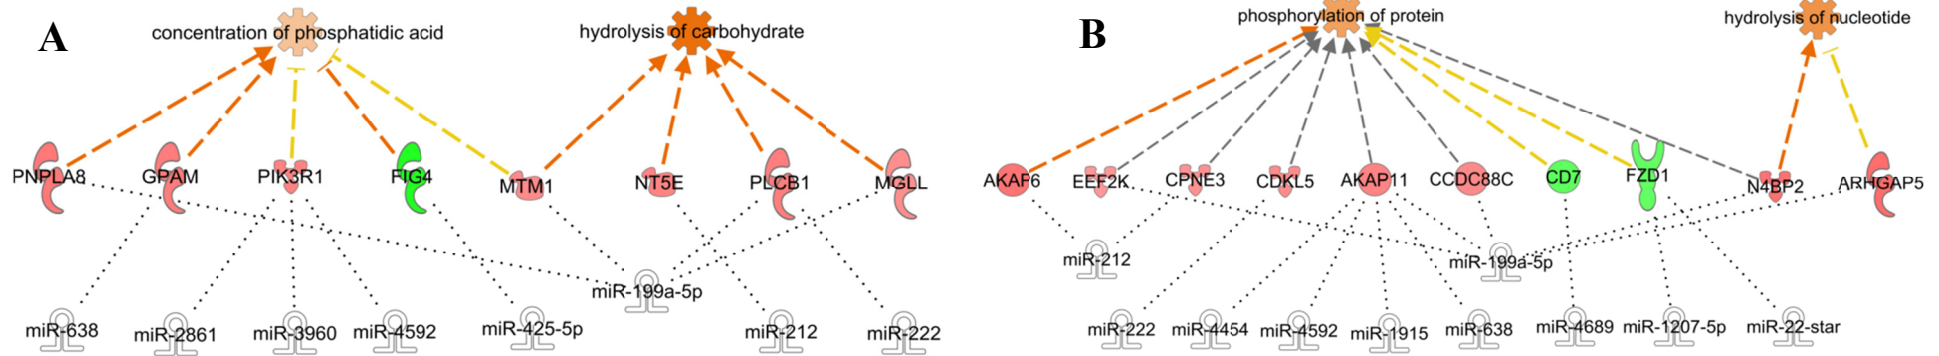 A
concentration of phosphatidic acid
hydrolysis of carbohydrate
PNPLA8 GPAM PIK3R1 FIG4 MTM1 NT5E PLCB1 MGLL
miR-199a-5p
miR-638 miR-2861 miR-3960 miR-4592 miR-425-5p miR-212 miR-222
B
phosphorylation of protein
hydrolysis of nucleotide
AKAP6 EEF2K CPNE3 CDKL5 AKAP11 CCDC88C CD7 FZD1 N4BP2 ARHGAP5
miR-212 miR-199a-5p
miR-222 miR-4454 miR-4592 miR-1915 miR-638 miR-4689 miR-1207-5p miR-22-star